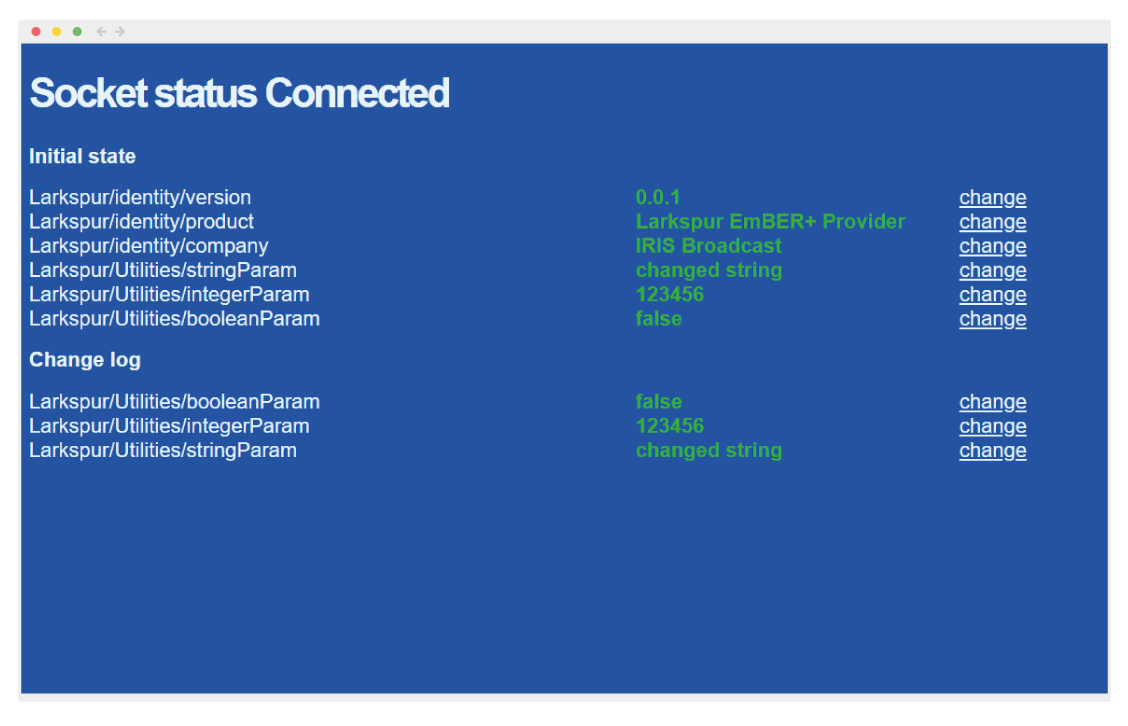 Socket status Connected
Initial state
Larkspur/identity/version 0.0.1 change
Larkspur/identity/product Larkspur EmBER+ Provider change
Larkspur/identity/company IRIS Broadcast change
Larkspur/Utilities/stringParam changed string change
Larkspur/Utilities/integerParam 123456 change
Larkspur/Utilities/booleanParam false change
Change log
Larkspur/Utilities/booleanParam false change
Larkspur/Utilities/integerParam 123456 change
Larkspur/Utilities/stringParam changed string change